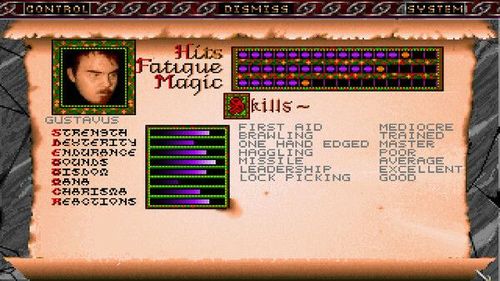 CONTROL DISMISS SYSTEM
Hits
Fatigue
Magic
Skills~
GUSTAVUS
STRENGTH
DEXTERITY
ENDURANCE
WOUNDS
WISDOM
MANA
CHARISMA
REACTIONS
FIRST AID MEDIOCRE
BRAWLING TRAINED
ONE HAND EDGED MASTER
HAGGLING POOR
MISSILE AVERAGE
LEADERSHIP EXCELLENT
LOCK PICKING GOOD